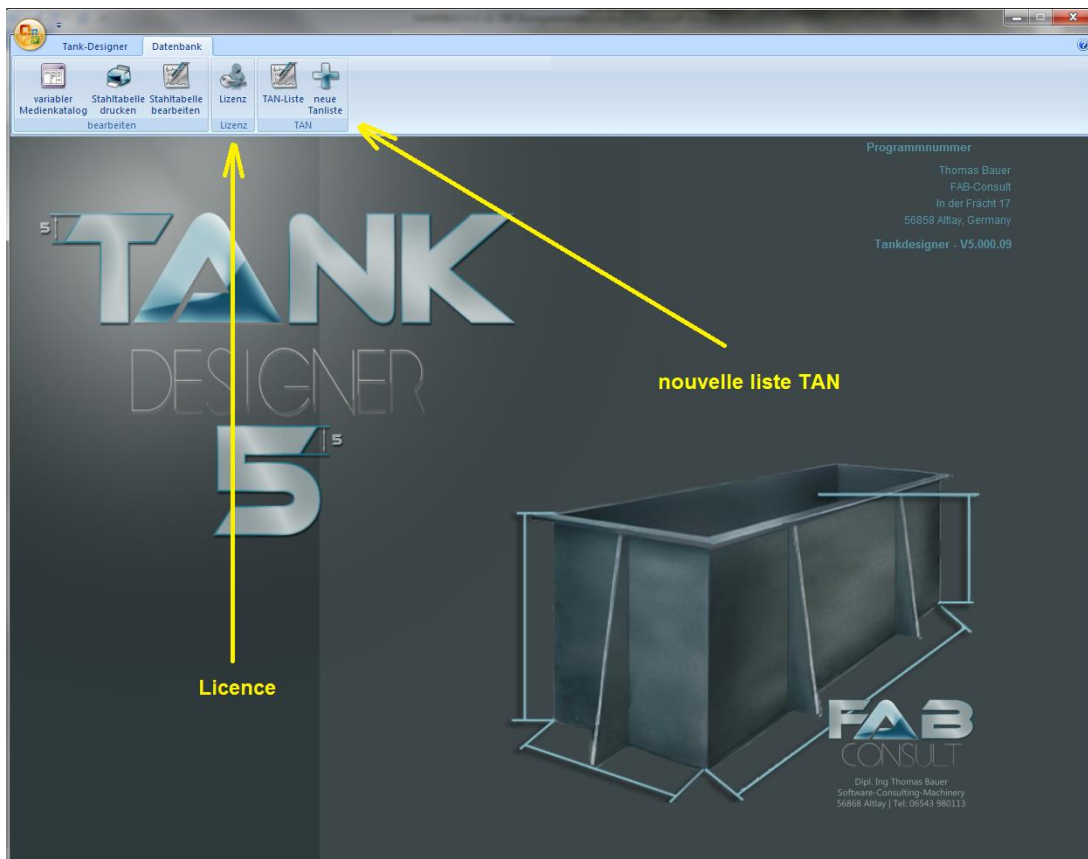 Tank-Designer Datenbank
variabler Medienkatalog
Stahltabelle drucken
Stahltabelle bearbeiten
Lizenz
TAN-Liste
neue Tanliste
bearbeiten
Lizenz
TAN
Programmnummer
Thomas Bauer
FAB-Consult
In der Frächt 17
56858 Altlay, Germany
Tankdesigner - V5.000.09
5
TANK
DESIGNER
5
5
nouvelle liste TAN
Licence
FAB
CONSULT
Dipl. Ing Thomas Bauer
Software-Consulting-Machinery
56868 Altlay | Tel: 06543 980113